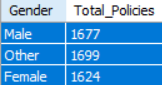 Gender Total_Policies
Male 1677
Other 1699
Female 1624